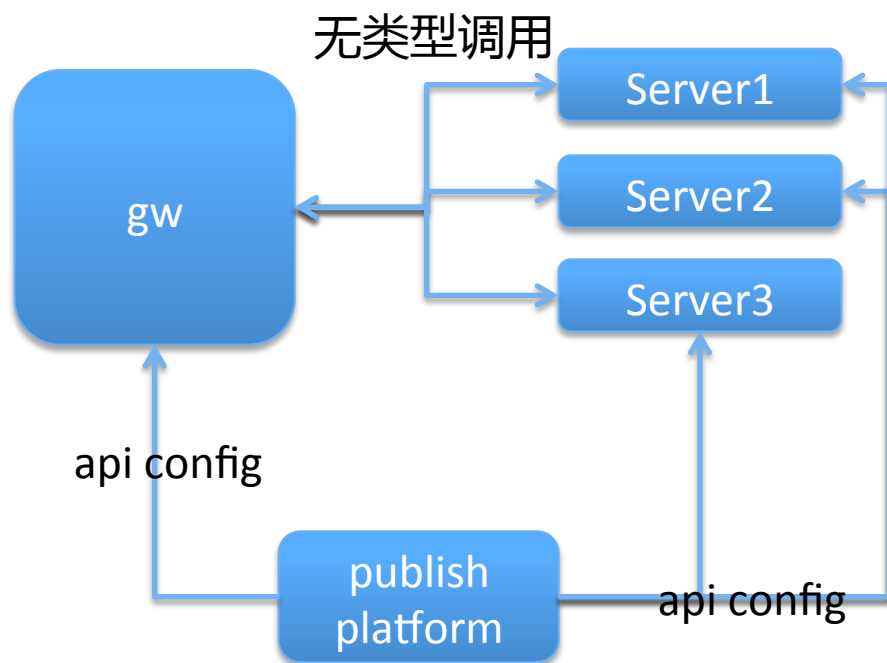 无类型调用
Server1
gw
Server2
Server3
api config
publish
platform
api config